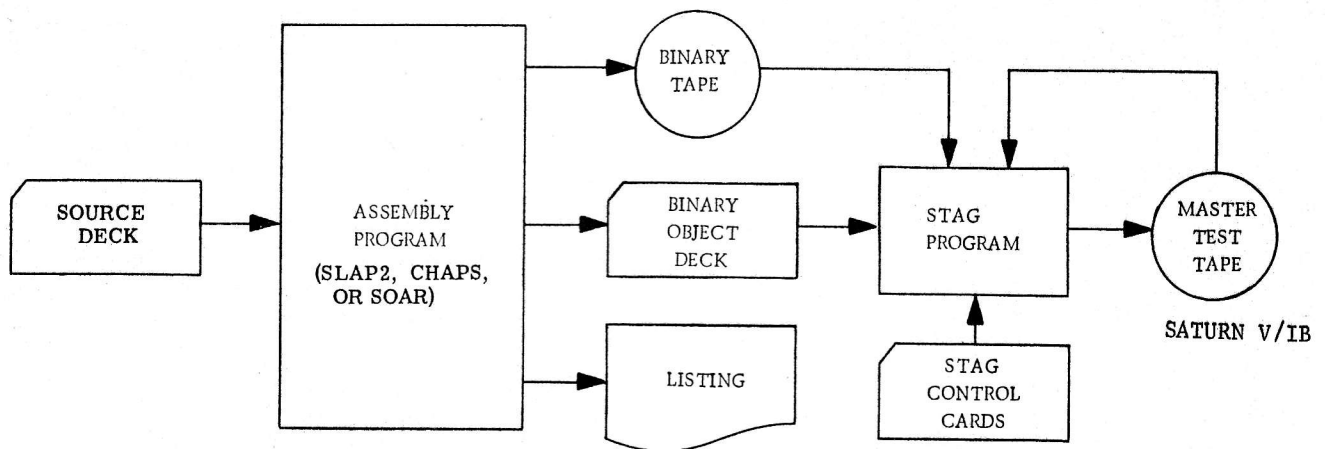 SOURCE
DECK
ASSEMBLY
PROGRAM
(SLAP2, CHAPS,
OR SOAR)
BINARY
TAPE
BINARY
OBJECT
DECK
LISTING
STAG
PROGRAM
STAG
CONTROL
CARDS
MASTER
TEST
TAPE
SATURN V/IB